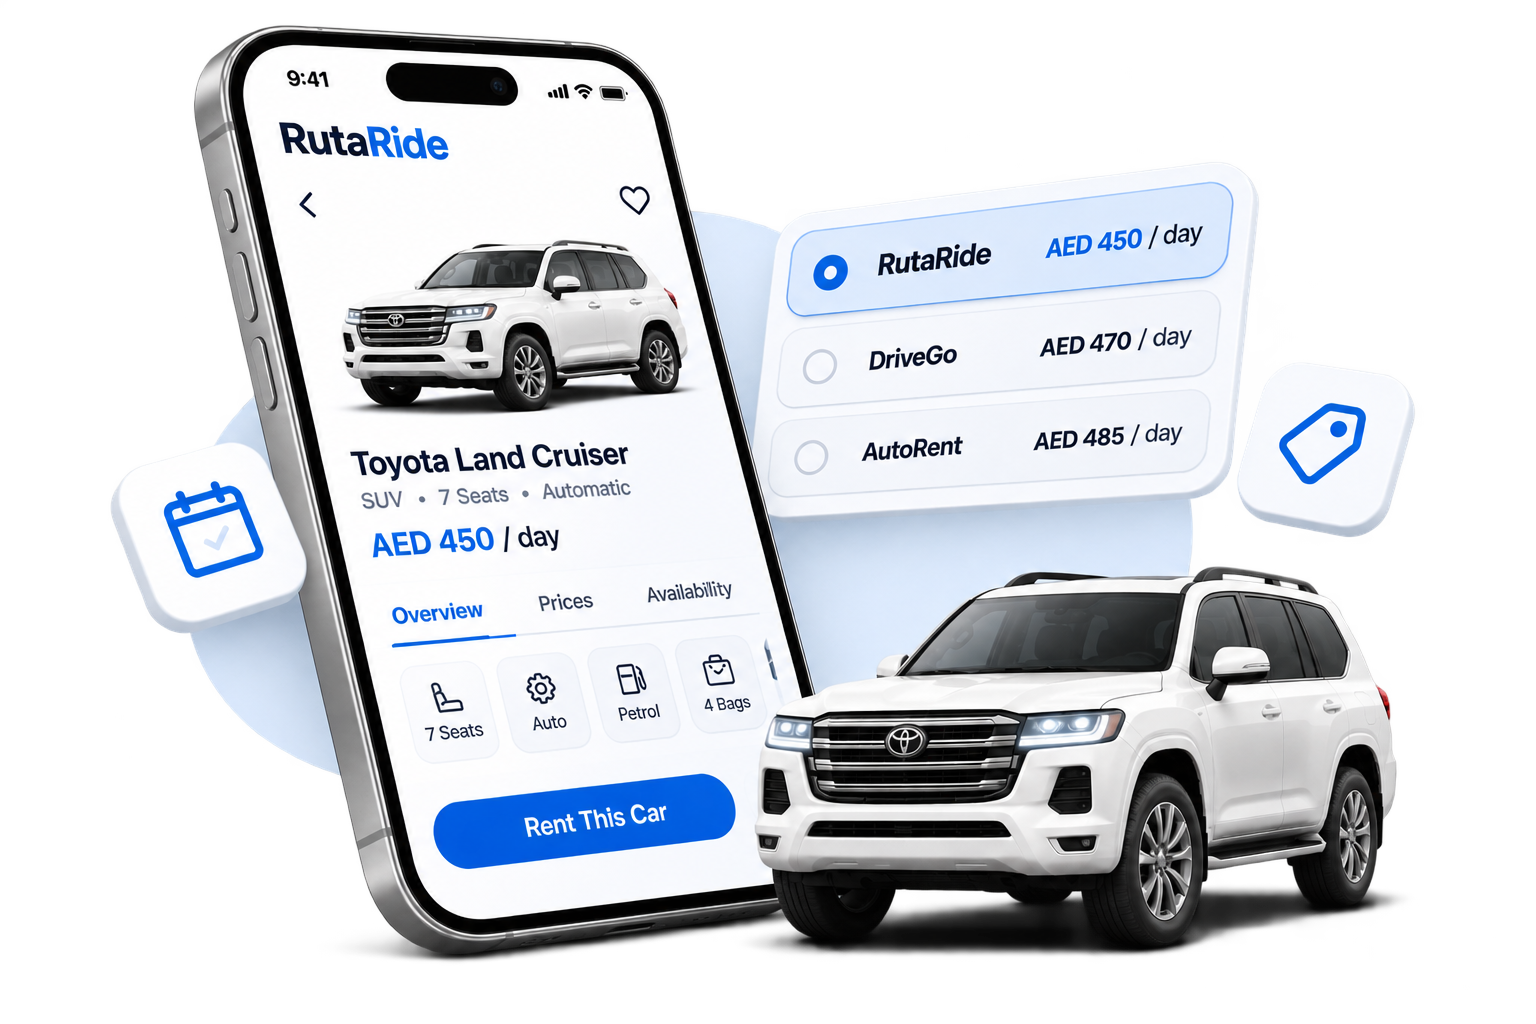 9:41
RutaRide
Toyota Land Cruiser
SUV • 7 Seats • Automatic
AED 450 / day
Overview Prices Availability
7 Seats Auto Petrol 4 Bags
Rent This Car
RutaRide AED 450 / day
DriveGo AED 470 / day
AutoRent AED 485 / day